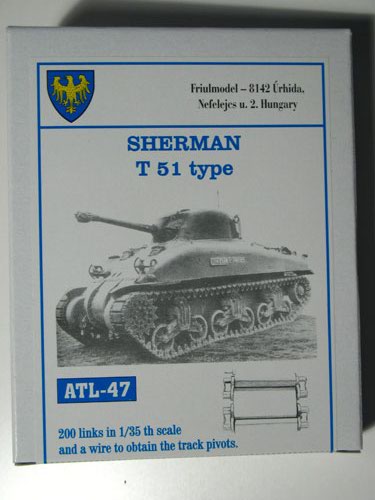 Friulmodel – 8142 Úrhida,
Nefelejcs u. 2. Hungary
SHERMAN
T 51 type
ATL-47
200 links in 1/35 th scale
and a wire to obtain the track pivots.